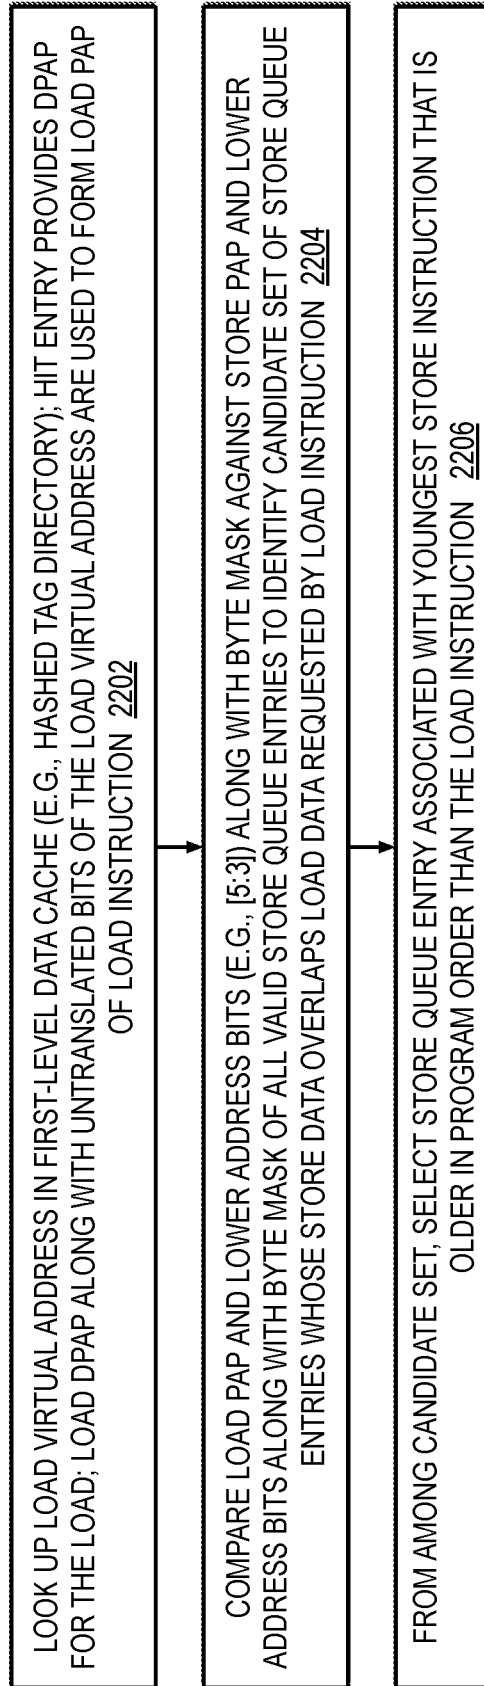 LOOK UP LOAD VIRTUAL ADDRESS IN FIRST-LEVEL DATA CACHE (E.G., HASHED TAG DIRECTORY); HIT ENTRY PROVIDES DPAP
FOR THE LOAD; LOAD DPAP ALONG WITH UNTRANSLATED BITS OF THE LOAD VIRTUAL ADDRESS ARE USED TO FORM LOAD PAP
OF LOAD INSTRUCTION 2202
COMPARE LOAD PAP AND LOWER ADDRESS BITS (E.G., [5:3]) ALONG WITH BYTE MASK AGAINST STORE PAP AND LOWER
ADDRESS BITS ALONG WITH BYTE MASK OF ALL VALID STORE QUEUE ENTRIES TO IDENTIFY CANDIDATE SET OF STORE QUEUE
ENTRIES WHOSE STORE DATA OVERLAPS LOAD DATA REQUESTED BY LOAD INSTRUCTION 2204
FROM AMONG CANDIDATE SET, SELECT STORE QUEUE ENTRY ASSOCIATED WITH YOUNGEST STORE INSTRUCTION THAT IS
OLDER IN PROGRAM ORDER THAN THE LOAD INSTRUCTION 2206